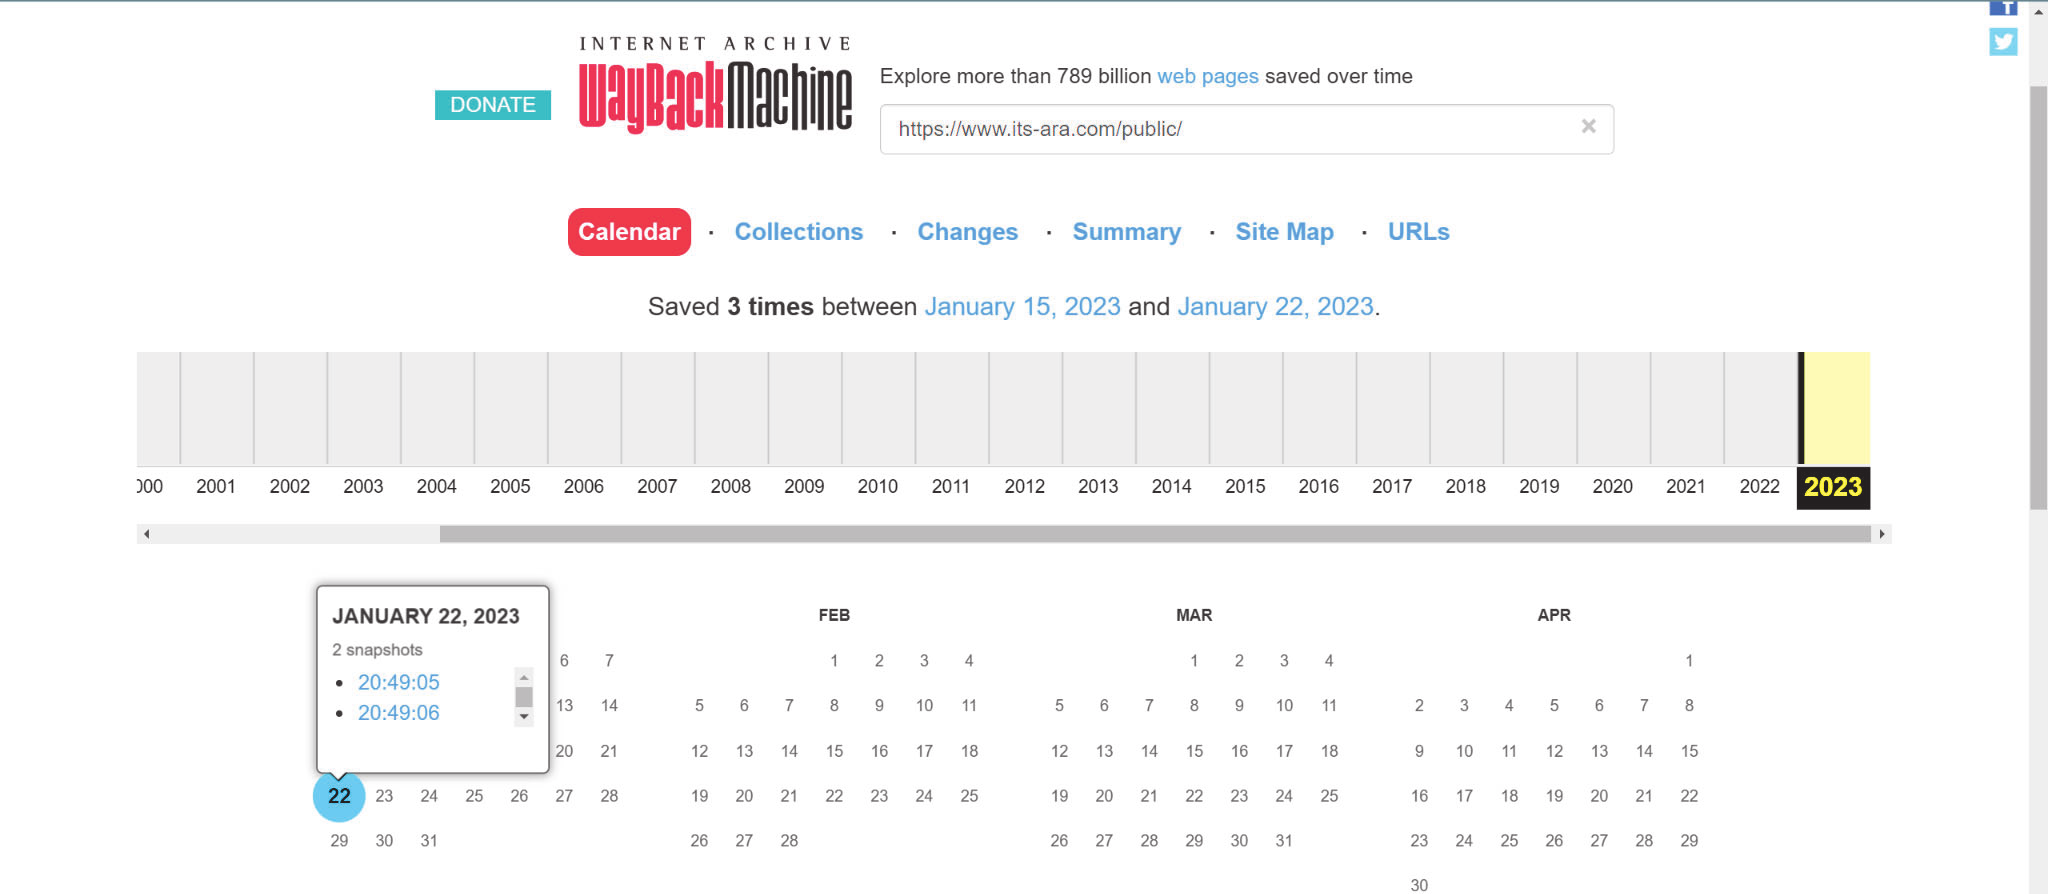 INTERNET ARCHIVE
WayBackMachine
DONATE
Explore more than 789 billion web pages saved over time
https://www.its-ara.com/public/
Calendar · Collections · Changes · Summary · Site Map · URLs
Saved 3 times between January 15, 2023 and January 22, 2023.
2001 2002 2003 2004 2005 2006 2007 2008 2009 2010 2011 2012 2013 2014 2015 2016 2017 2018 2019 2020 2021 2022 2023
JANUARY 22, 2023
2 snapshots
20:49:05
20:49:06
6 7
13 14
20 21
22 23 24 25 26 27 28
29 30 31
FEB
1 2 3 4
5 6 7 8 9 10 11
12 13 14 15 16 17 18
19 20 21 22 23 24 25
26 27 28
MAR
1 2 3 4
5 6 7 8 9 10 11
12 13 14 15 16 17 18
19 20 21 22 23 24 25
26 27 28 29 30 31
APR
1
2 3 4 5 6 7 8
9 10 11 12 13 14 15
16 17 18 19 20 21 22
23 24 25 26 27 28 29
30